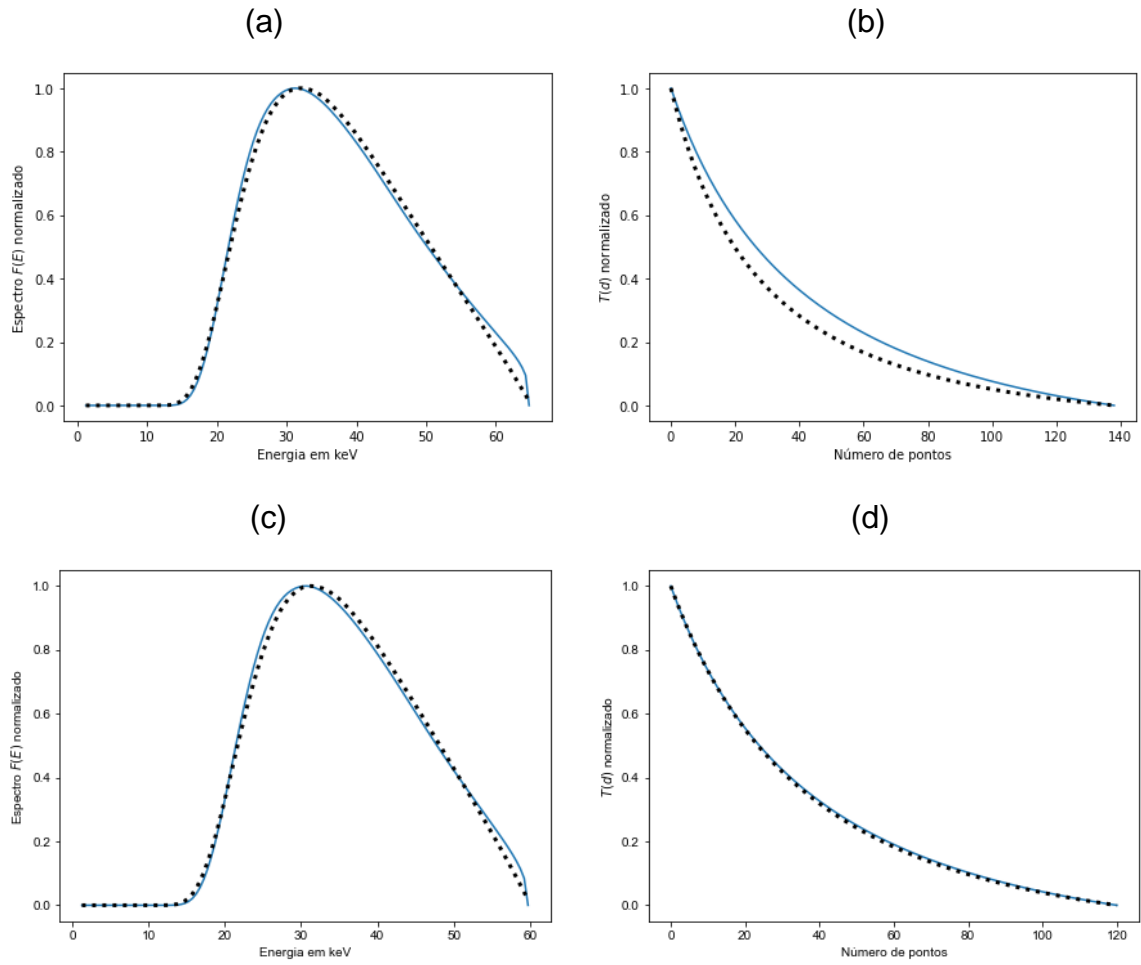 (a)
1.0
0.8
0.6
0.4
0.2
0.0
Espectro F(E) normalizado
0 10 20 30 40 50 60
Energia em keV
(b)
1.0
0.8
0.6
0.4
0.2
0.0
T(d) normalizado
0 20 40 60 80 100 120 140
Número de pontos
(c)
1.0
0.8
0.6
0.4
0.2
0.0
Espectro F(E) normalizado
0 10 20 30 40 50 60
Energia em keV
(d)
1.0
0.8
0.6
0.4
0.2
0.0
T(d) normalizado
0 20 40 60 80 100 120
Número de pontos